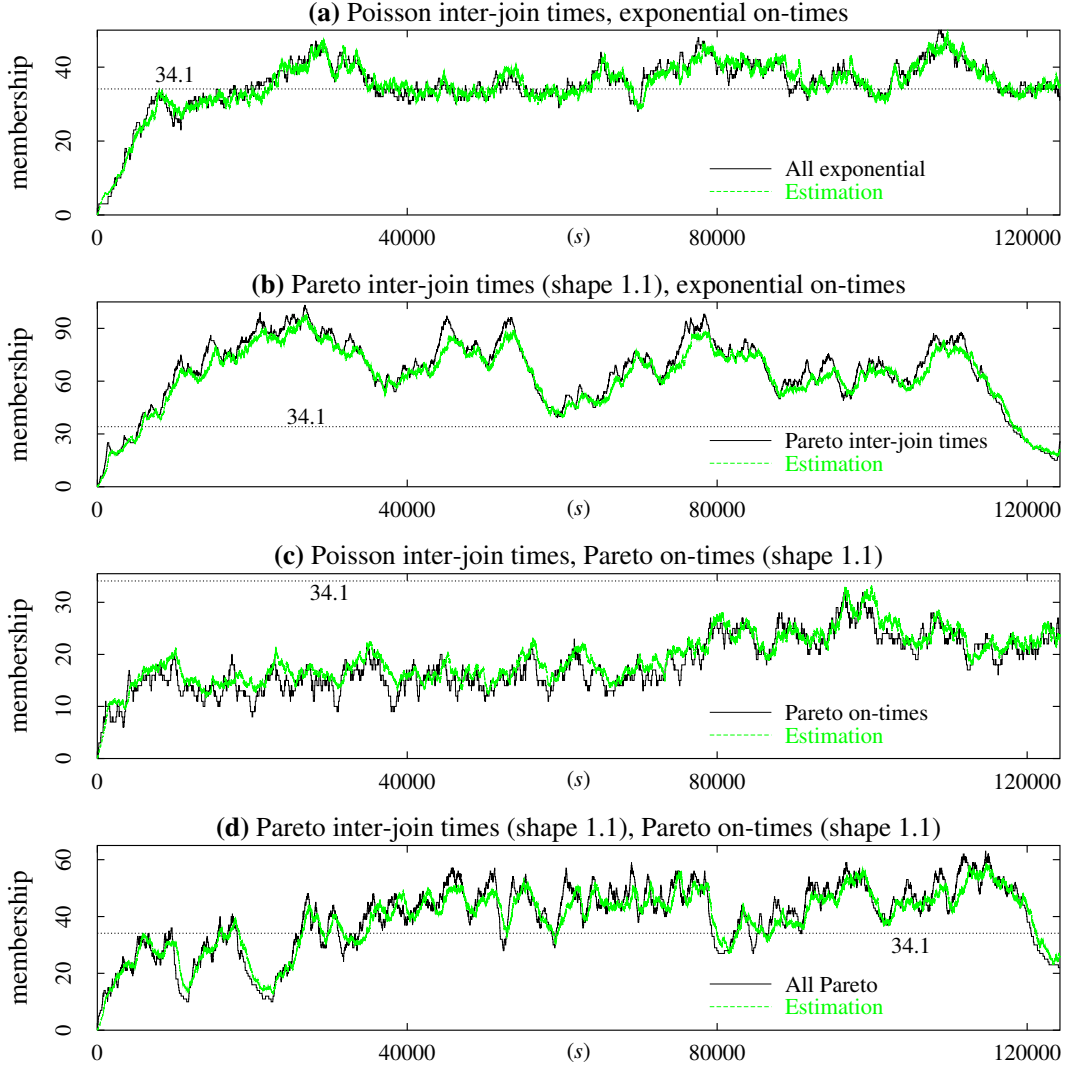 (a) Poisson inter-join times, exponential on-times
membership
40
20
0
34.1
All exponential
Estimation
0
40000
(s)
80000
120000
(b) Pareto inter-join times (shape 1.1), exponential on-times
membership
90
60
30
0
34.1
Pareto inter-join times
Estimation
0
40000
(s)
80000
120000
(c) Poisson inter-join times, Pareto on-times (shape 1.1)
membership
30
20
10
0
34.1
Pareto on-times
Estimation
0
40000
(s)
80000
120000
(d) Pareto inter-join times (shape 1.1), Pareto on-times (shape 1.1)
membership
60
40
20
0
34.1
All Pareto
Estimation
0
40000
(s)
80000
120000